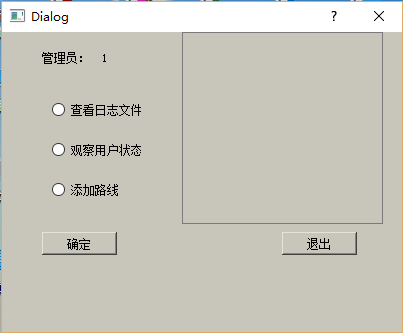 Dialog ?
管理员： 1
查看日志文件
观察用户状态
添加路线
确定 退出